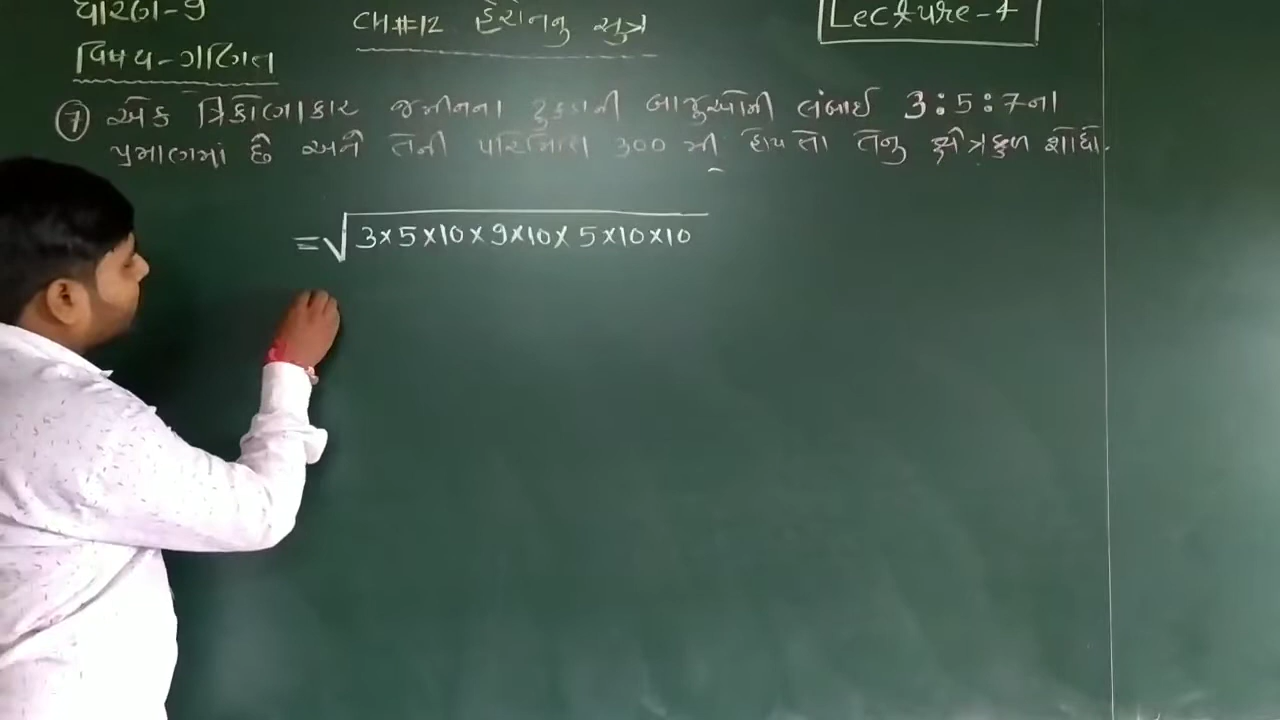 ધોરણ-9
CH#12 હેરોનનુ સુત્ર
Lecture-4
વિષય-ગણિત
⑦ એક ત્રિકોણાકાર જમીનના ટુકડાની બાજુઓની લંબાઈ 3:5:7ના
પ્રમાણમાં છે અને તેની પરિમિતિ 300 મી હોય તો તેનુ ક્ષેત્રફળ શોધો.
=√3×5×10×9×10×5×10×10